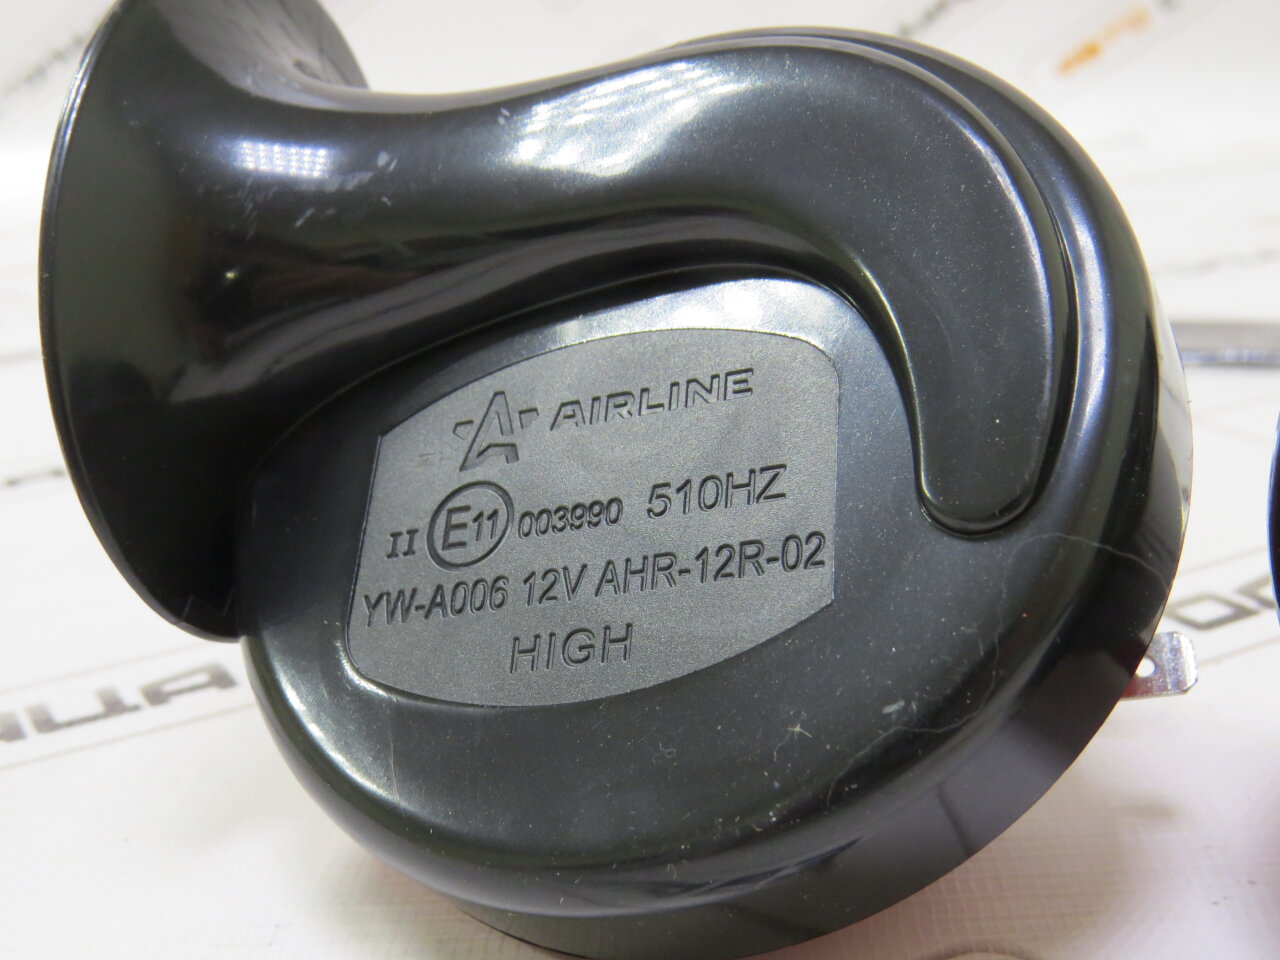 AIRLINE
II E11 003990 510HZ
YW-A006 12V AHR-12R-02
HIGH